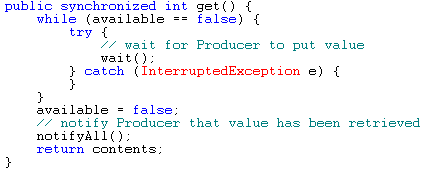 public synchronized int get() {
    while (available == false) {
        try {
            // wait for Producer to put value
            wait();
        } catch (InterruptedException e) {
        }
    }
    available = false;
    // notify Producer that value has been retrieved
    notifyAll();
    return contents;
}